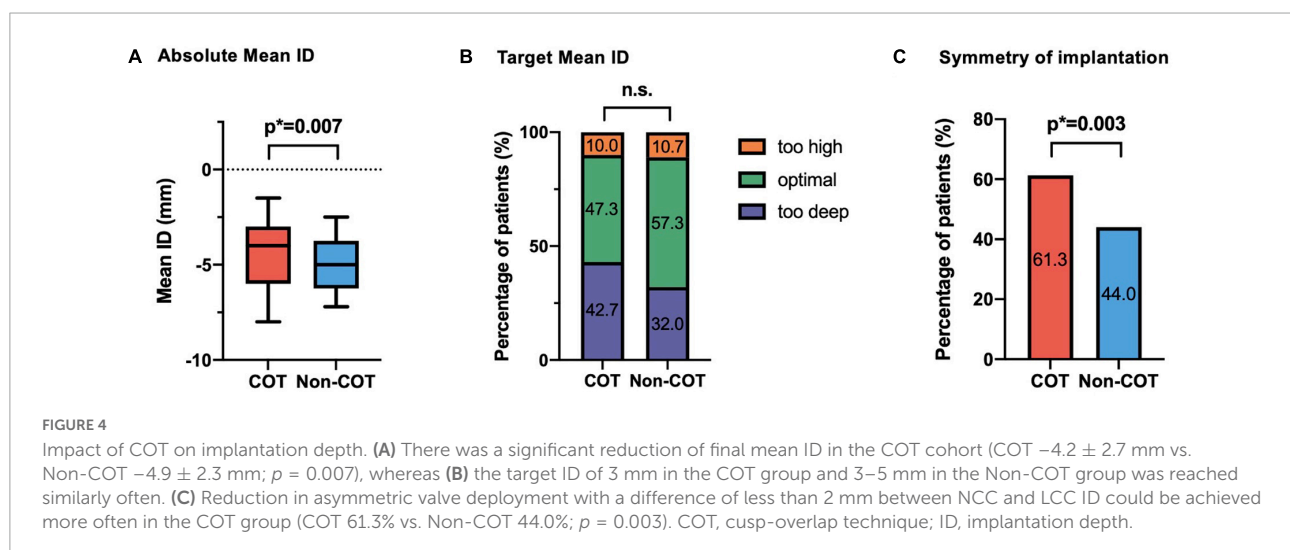 A Absolute Mean ID
p*=0.007
Mean ID (mm)
0
-5
-10
COT Non-COT
B Target Mean ID
n.s.
Percentage of patients (%)
100
50
0
10.0 10.7
47.3 57.3
42.7 32.0
COT Non-COT
too high
optimal
too deep
C Symmetry of implantation
p*=0.003
Percentage of patients (%)
80
60
40
20
0
61.3 44.0
COT Non-COT
FIGURE 4
Impact of COT on implantation depth. (A) There was a significant reduction of final mean ID in the COT cohort (COT −4.2 ± 2.7 mm vs.
Non-COT −4.9 ± 2.3 mm; p = 0.007), whereas (B) the target ID of 3 mm in the COT group and 3–5 mm in the Non-COT group was reached
similarly often. (C) Reduction in asymmetric valve deployment with a difference of less than 2 mm between NCC and LCC ID could be achieved
more often in the COT group (COT 61.3% vs. Non-COT 44.0%; p = 0.003). COT, cusp-overlap technique; ID, implantation depth.